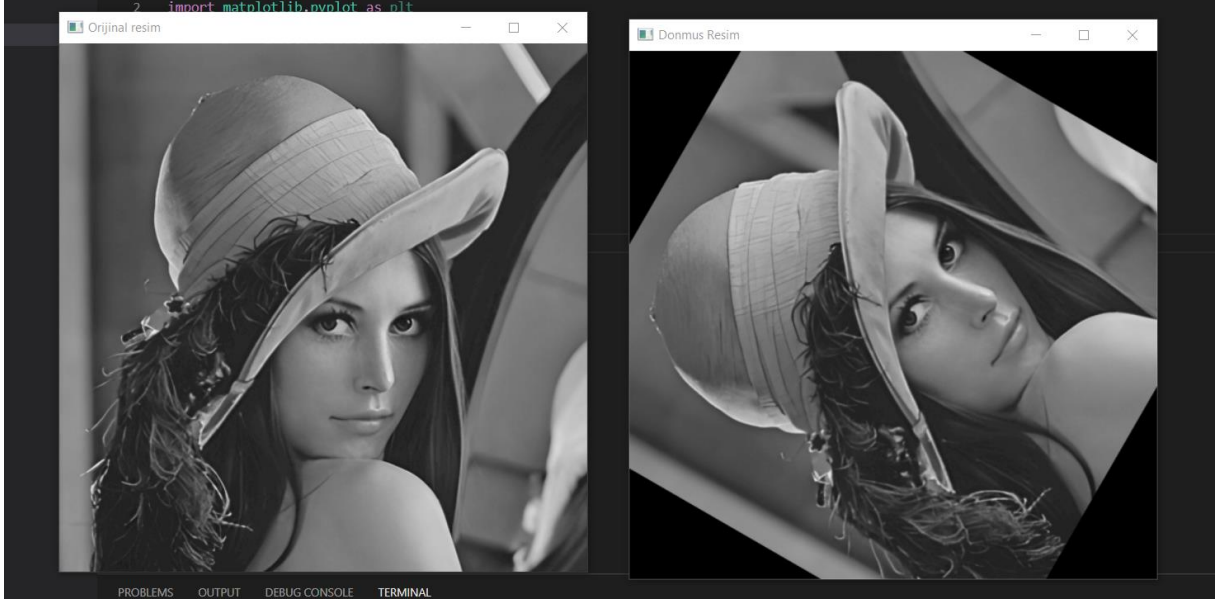 2 import matplotlib.pyplot as plt
Orijinal resim
Donmus Resim
PROBLEMS OUTPUT DEBUG CONSOLE TERMINAL